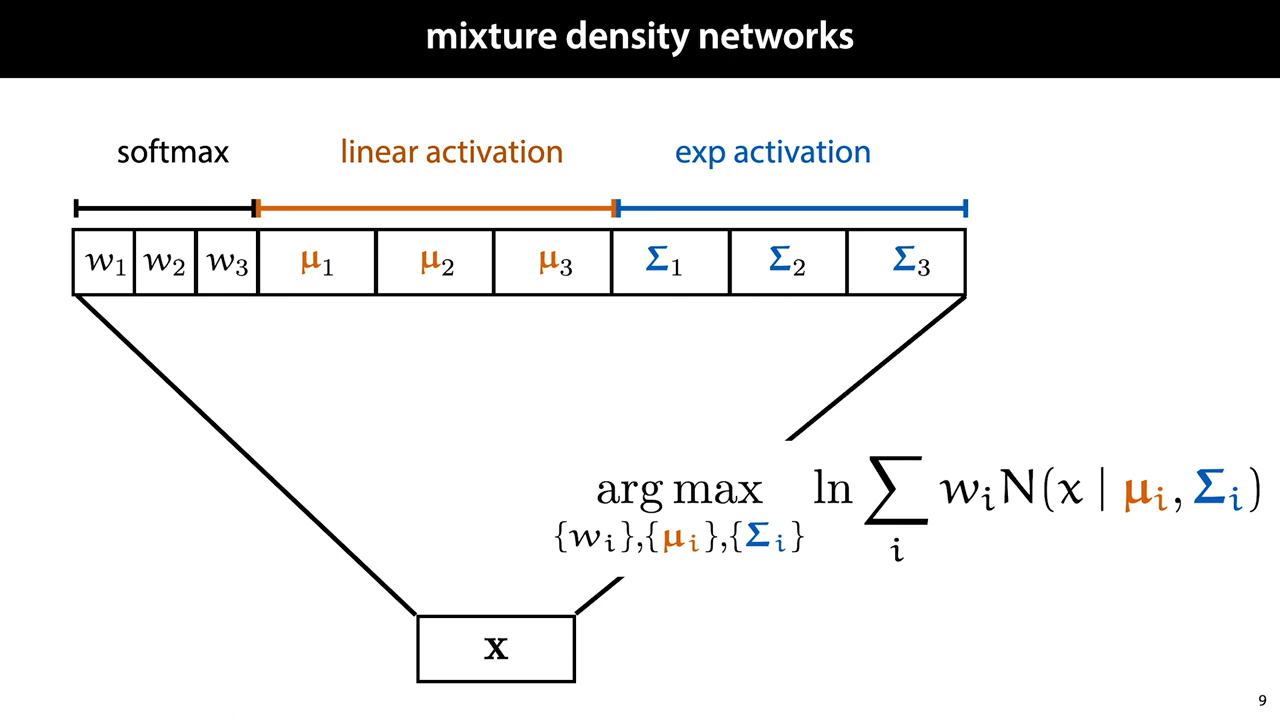 mixture density networks
softmax linear activation exp activation
w1 w2 w3 μ1 μ2 μ3 Σ1 Σ2 Σ3
arg max ln ∑ wiN(x | μi, Σi)
{wi},{μi},{Σi} i
x
9